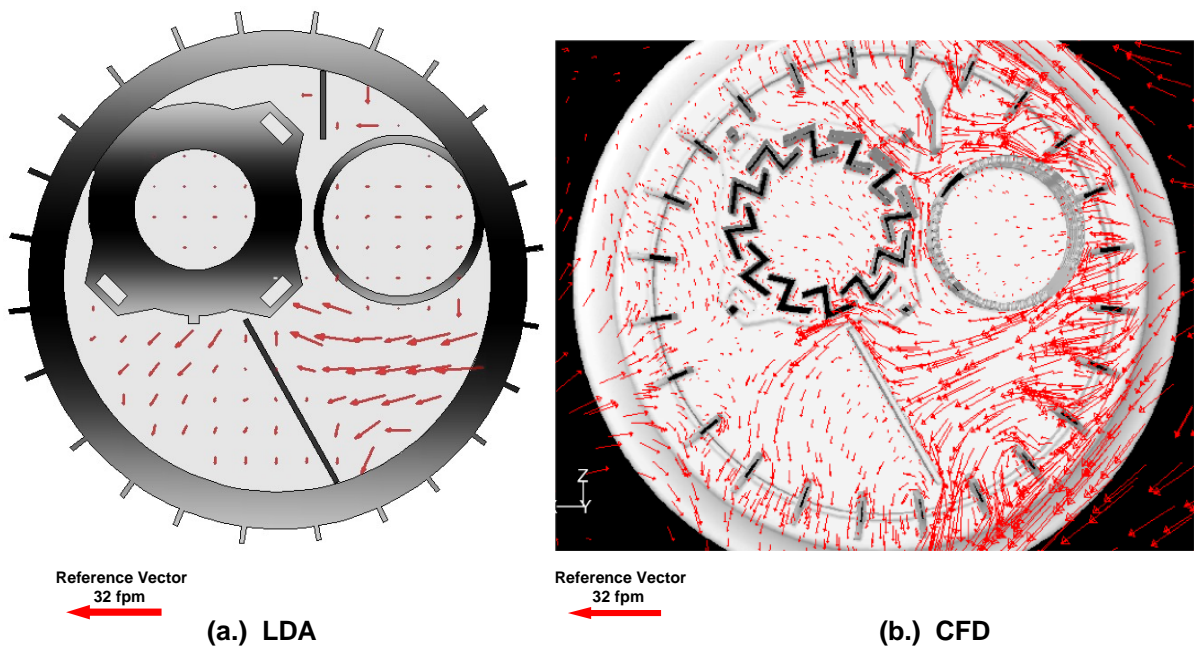 Z
Y
Reference Vector
32 fpm
(a.) LDA
Reference Vector
32 fpm
(b.) CFD